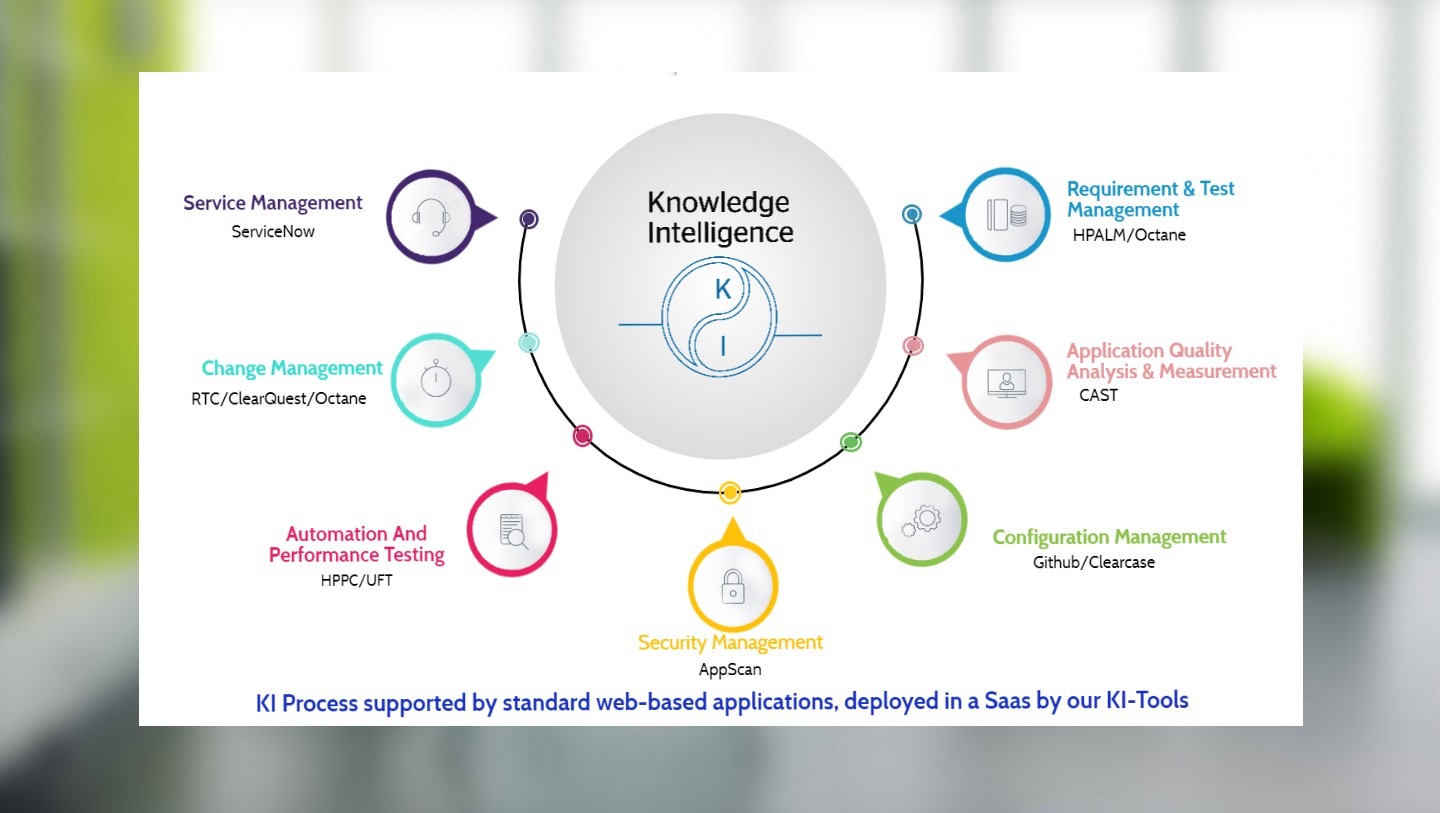 Knowledge
Intelligence
K
I
Service Management
ServiceNow
Change Management
RTC/ClearQuest/Octane
Automation And
Performance Testing
HPPC/UFT
Security Management
AppScan
Configuration Management
Github/Clearcase
Application Quality
Analysis & Measurement
CAST
Requirement & Test
Management
HPALM/Octane
KI Process supported by standard web-based applications, deployed in a Saas by our KI-Tools